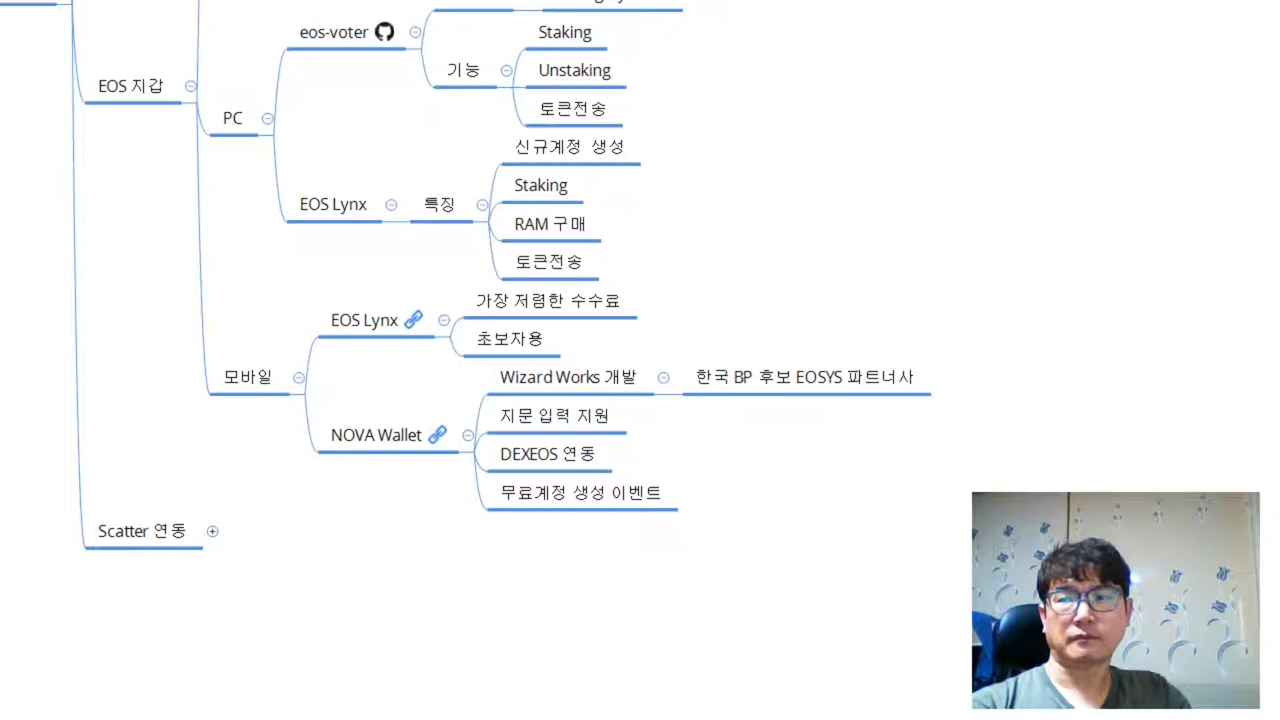 eos-voter
Staking
기능
Unstaking
EOS 지갑
토큰전송
PC
신규계정 생성
Staking
EOS Lynx
특징
RAM 구매
토큰전송
가장 저렴한 수수료
EOS Lynx
초보자용
모바일
Wizard Works 개발
한국 BP 후보 EOSYS 파트너사
지문 입력 지원
NOVA Wallet
DEXEOS 연동
무료계정 생성 이벤트
Scatter 연동